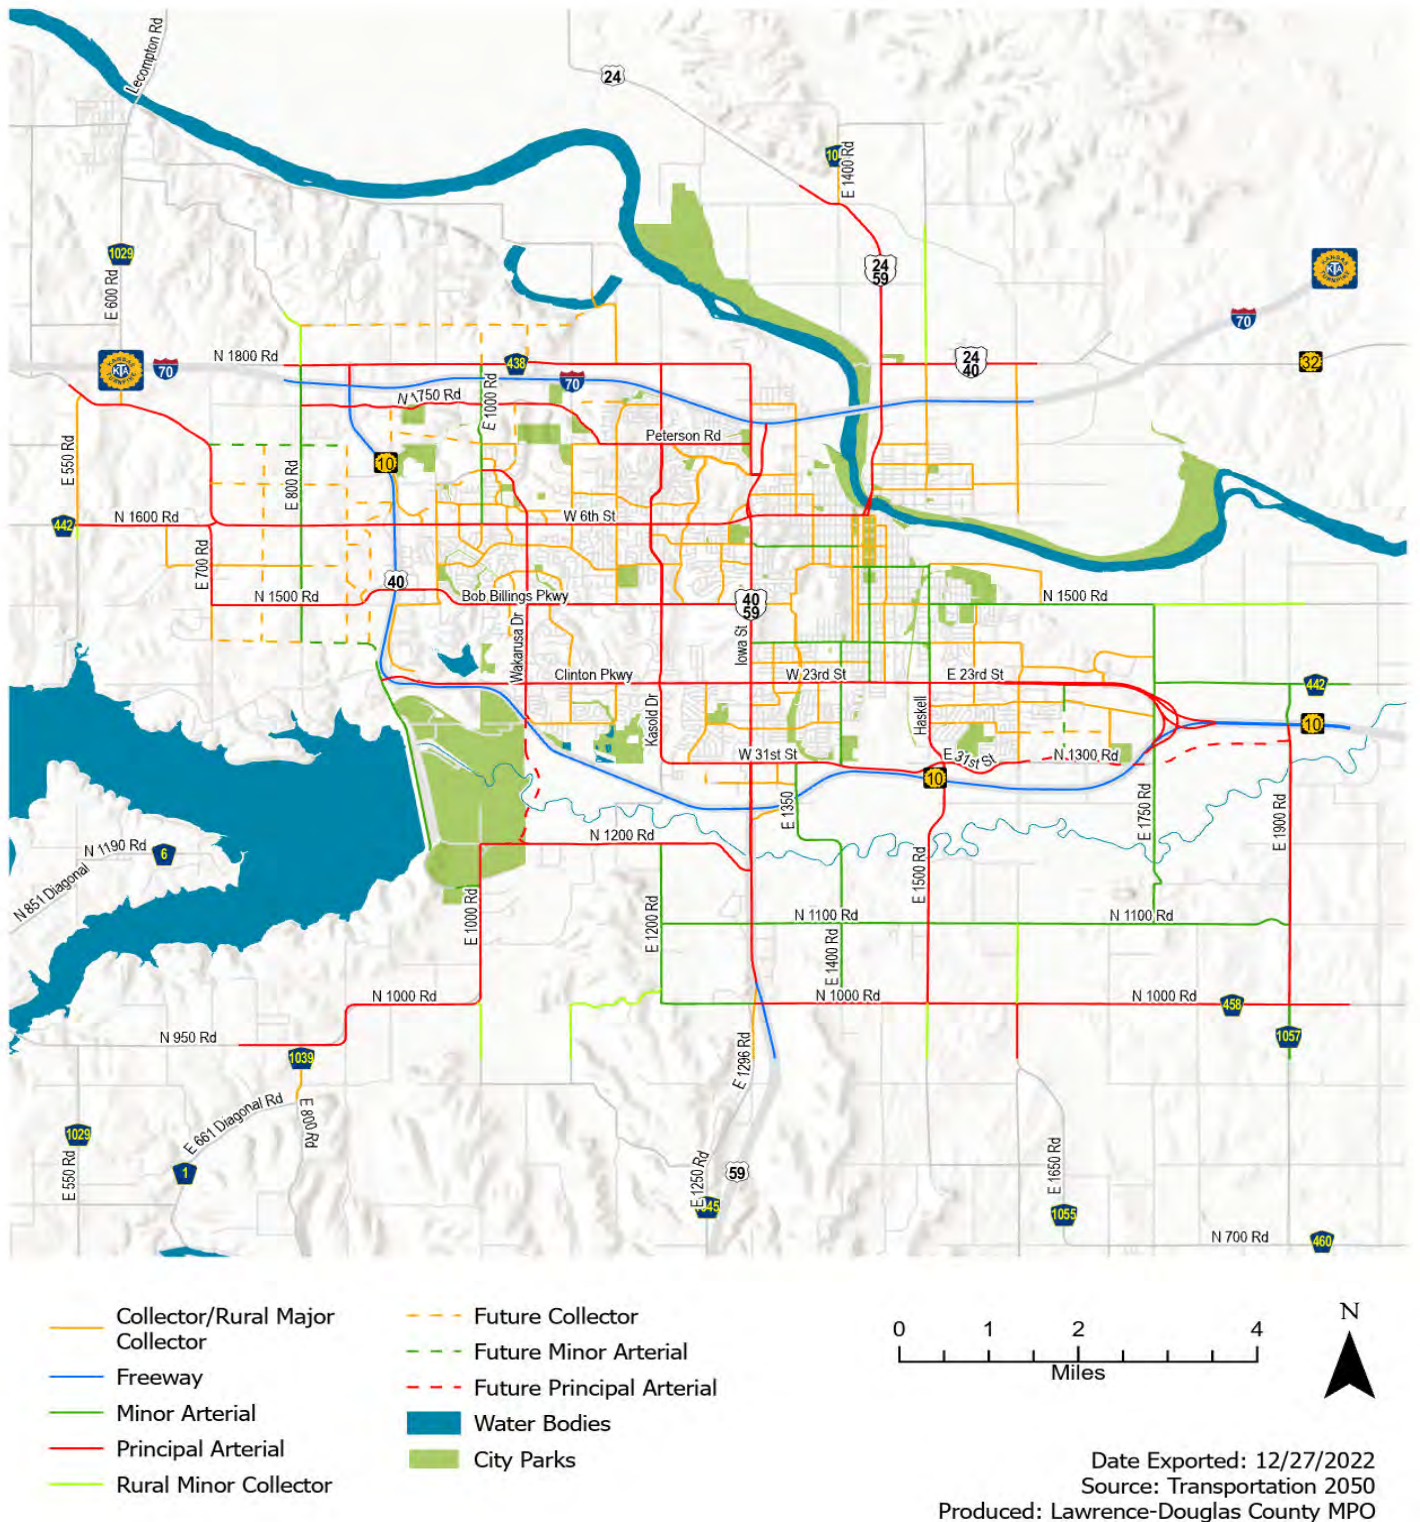 Lecompton Rd
24
10
E 1400 Rd
1029
E 600 Rd
24
59
KANSAS
KTA
TURNPIKE
70
N 1800 Rd
KANSAS
KTA
TURNPIKE
70
438
70
24
40
32
N 1750 Rd
E 1000 Rd
Peterson Rd
E 550 Rd
10
E 800 Rd
442
N 1600 Rd
W 6th St
E 700 Rd
40
N 1500 Rd
Bob Billings Pkwy
40
59
N 1500 Rd
Wakarusa Dr
Iowa St
Clinton Pkwy
W 23rd St
E 23rd St
442
Kasold Dr
Haskell
10
W 31st St
E 31st St
N 1300 Rd
10
E 1350
E 1750 Rd
E 1900 Rd
N 1200 Rd
N 1190 Rd
6
N 851 Diagonal
E 1500 Rd
E 1000 Rd
E 1200 Rd
N 1100 Rd
N 1100 Rd
E 1400 Rd
N 1000 Rd
N 1000 Rd
N 1000 Rd
458
N 950 Rd
1039
1057
E 1296 Rd
E 661 Diagonal Rd
E 800 Rd
1029
E 550 Rd
1
E 1250 Rd
59
45
E 1650 Rd
1055
N 700 Rd
460
Collector/Rural Major
Collector
Freeway
Minor Arterial
Principal Arterial
Rural Minor Collector
Future Collector
Future Minor Arterial
Future Principal Arterial
Water Bodies
City Parks
0 1 2 4
Miles
N
Date Exported: 12/27/2022
Source: Transportation 2050
Produced: Lawrence-Douglas County MPO